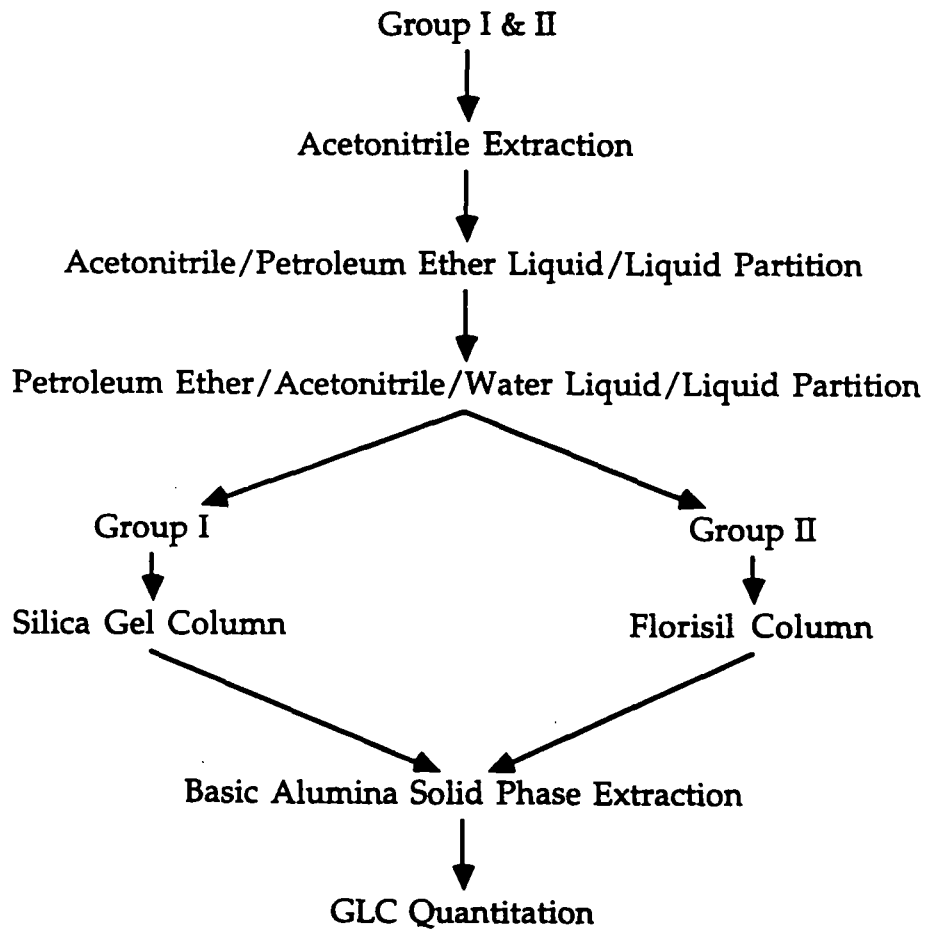 Group I & II
Acetonitrile Extraction
Acetonitrile/Petroleum Ether Liquid/Liquid Partition
Petroleum Ether/Acetonitrile/Water Liquid/Liquid Partition
Group I
Group II
Silica Gel Column
Florisil Column
Basic Alumina Solid Phase Extraction
GLC Quantitation